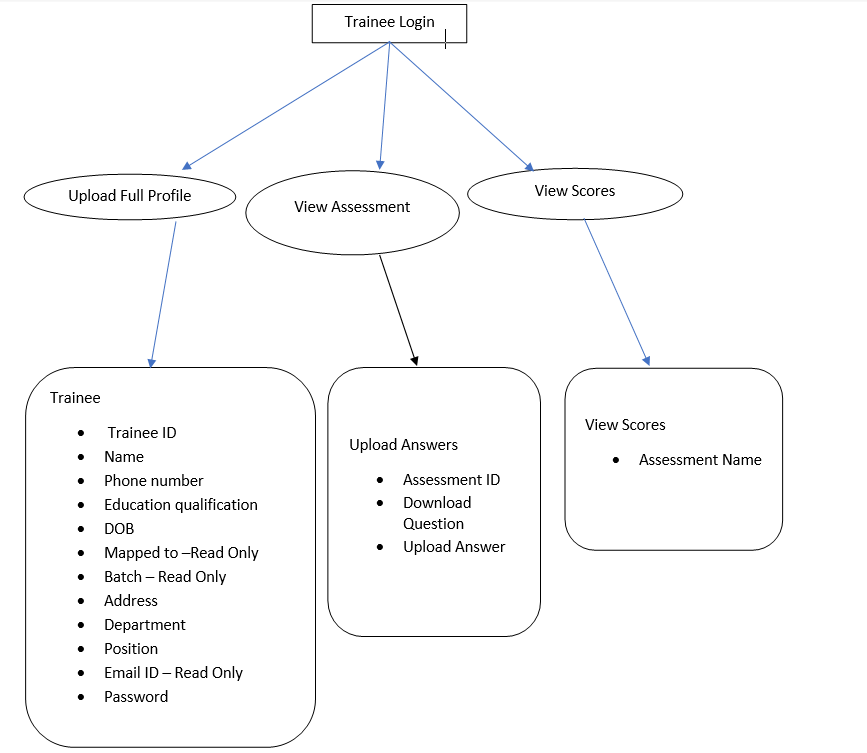 Trainee Login
Upload Full Profile
View Assessment
View Scores
Trainee
• Trainee ID
• Name
• Phone number
• Education qualification
• DOB
• Mapped to –Read Only
• Batch – Read Only
• Address
• Department
• Position
• Email ID – Read Only
• Password
Upload Answers
• Assessment ID
• Download
Question
• Upload Answer
View Scores
• Assessment Name